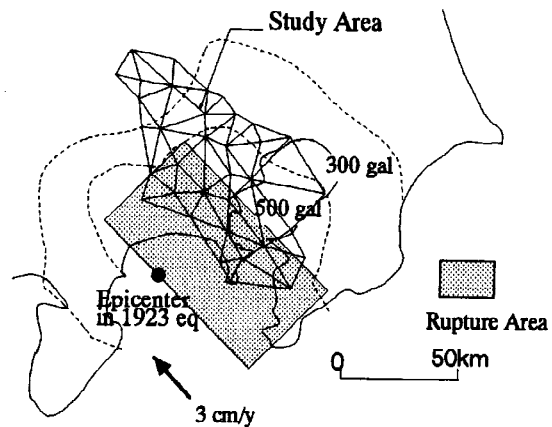 Study Area
300 gal
500 gal
Epicenter
in 1923 eq
Rupture Area
0 50km
3 cm/y